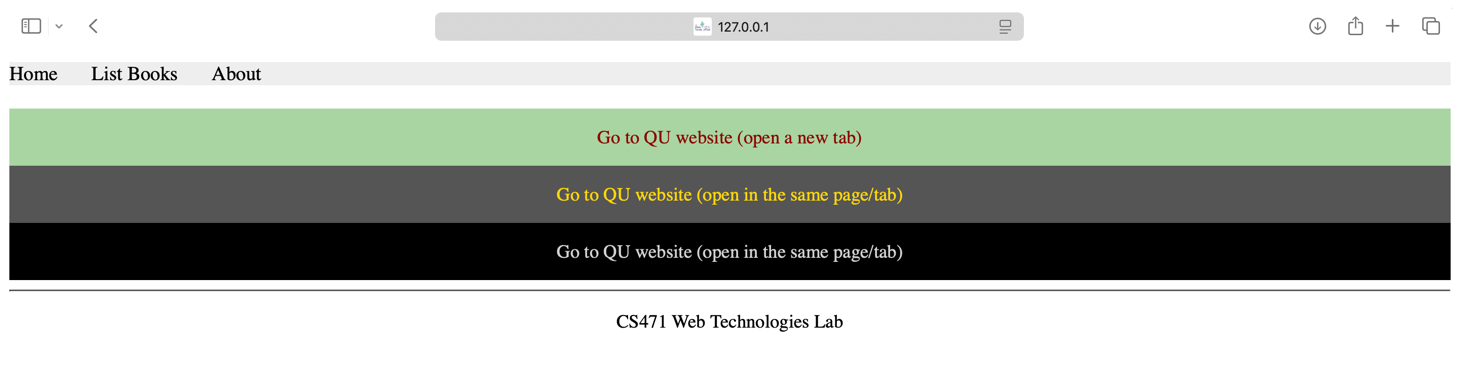 127.0.0.1
Home List Books About
Go to QU website (open a new tab)
Go to QU website (open in the same page/tab)
Go to QU website (open in the same page/tab)
CS471 Web Technologies Lab